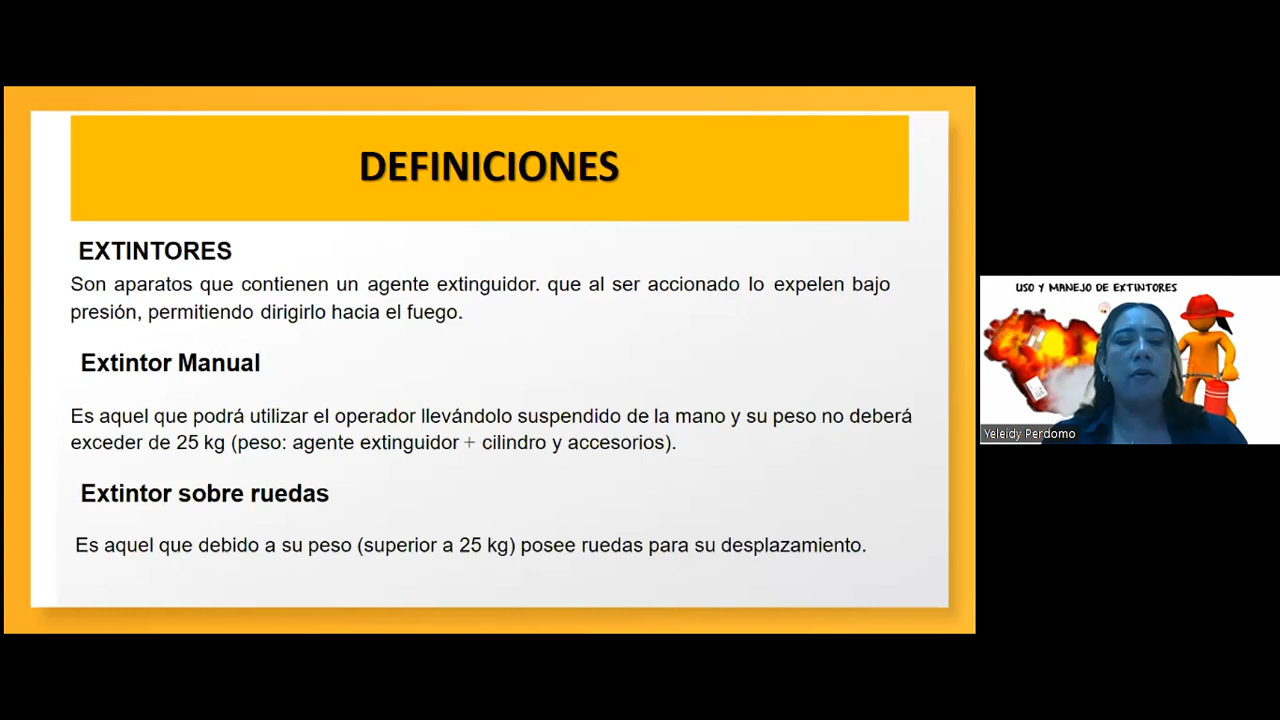 DEFINICIONES
EXTINTORES
Son aparatos que contienen un agente extinguidor. que al ser accionado lo expelen bajo
presión, permitiendo dirigirlo hacia el fuego.
Extintor Manual
Es aquel que podrá utilizar el operador llevándolo suspendido de la mano y su peso no deberá
exceder de 25 kg (peso: agente extinguidor + cilindro y accesorios).
Extintor sobre ruedas
Es aquel que debido a su peso (superior a 25 kg) posee ruedas para su desplazamiento.
USO Y MANEJO DE EXTINTORES
Yeleidy Perdomo